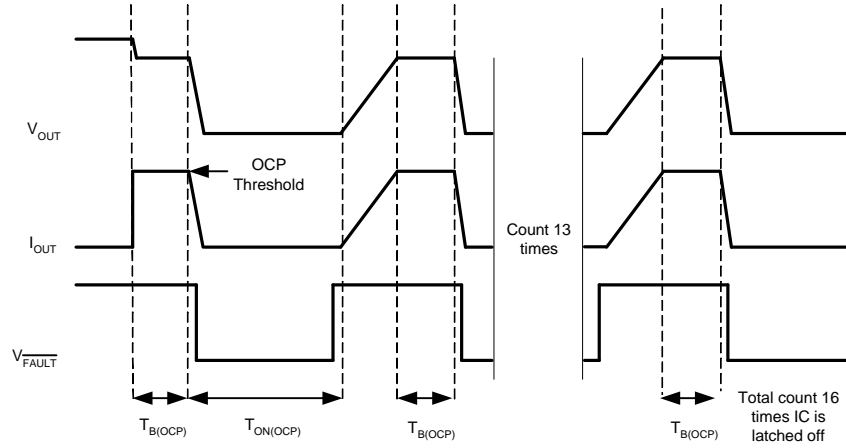 V_OUT
OCP
Threshold
I_OUT
Count 13
times
V_FAULT
T_B(OCP)
T_ON(OCP)
T_B(OCP)
T_B(OCP)
Total count 16
times IC is
latched off